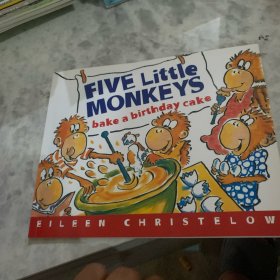 FIVE Little
MONKEYS
bake a birthday cake
EILEEN CHRISTELOW